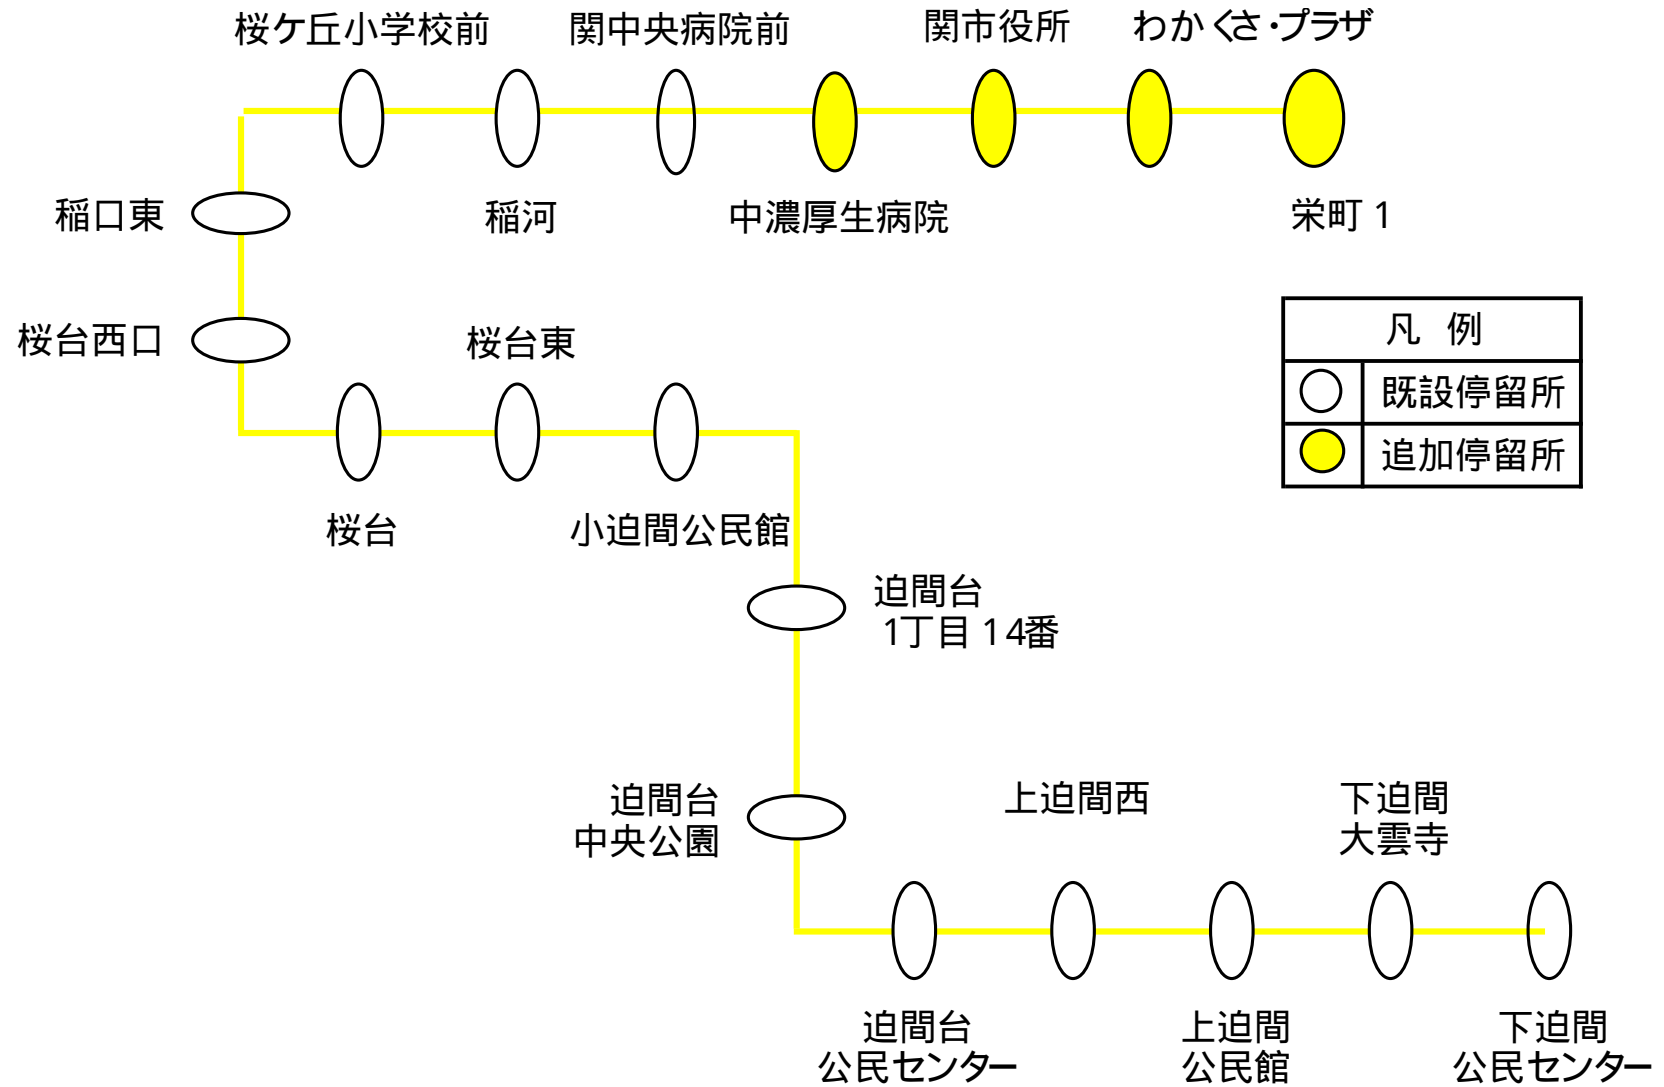 桜ケ丘小学校前
関中央病院前
関市役所
わかくさ・プラザ
稲口東
稲河
中濃厚生病院
栄町1
桜台西口
桜台東
凡 例
既設停留所
追加停留所
桜台
小迫間公民館
迫間台
1丁目14番
迫間台
中央公園
上迫間西
下迫間
大雲寺
迫間台
公民センター
上迫間
公民館
下迫間
公民センター